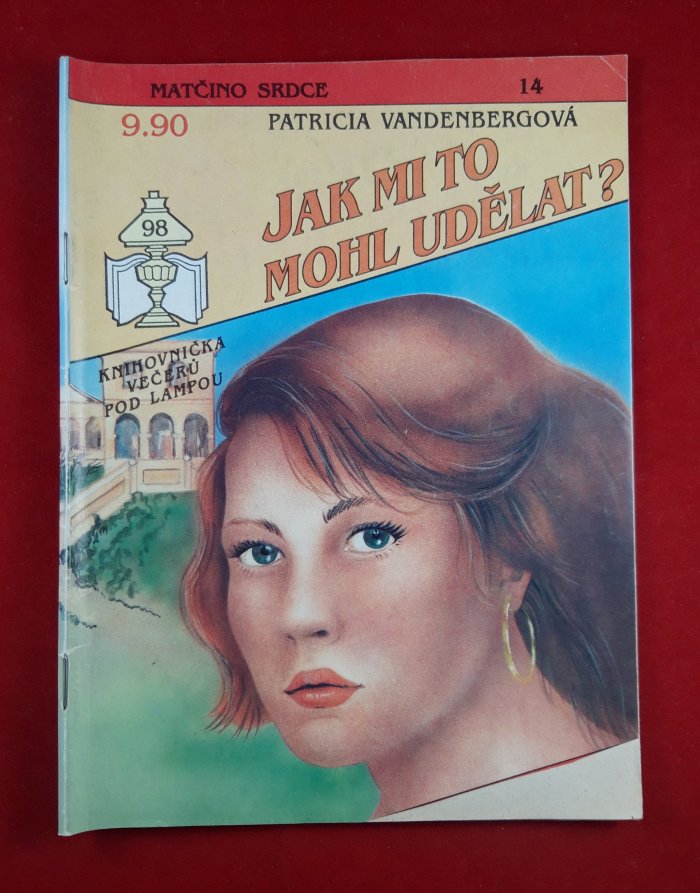 MATČINO SRDCE 14
9.90 PATRICIA VANDENBERGOVÁ
JAK MI TO
MOHL UDĚLAT?
98
KNIHOVNIČKA
VEČERŮ
POD LAMPOU